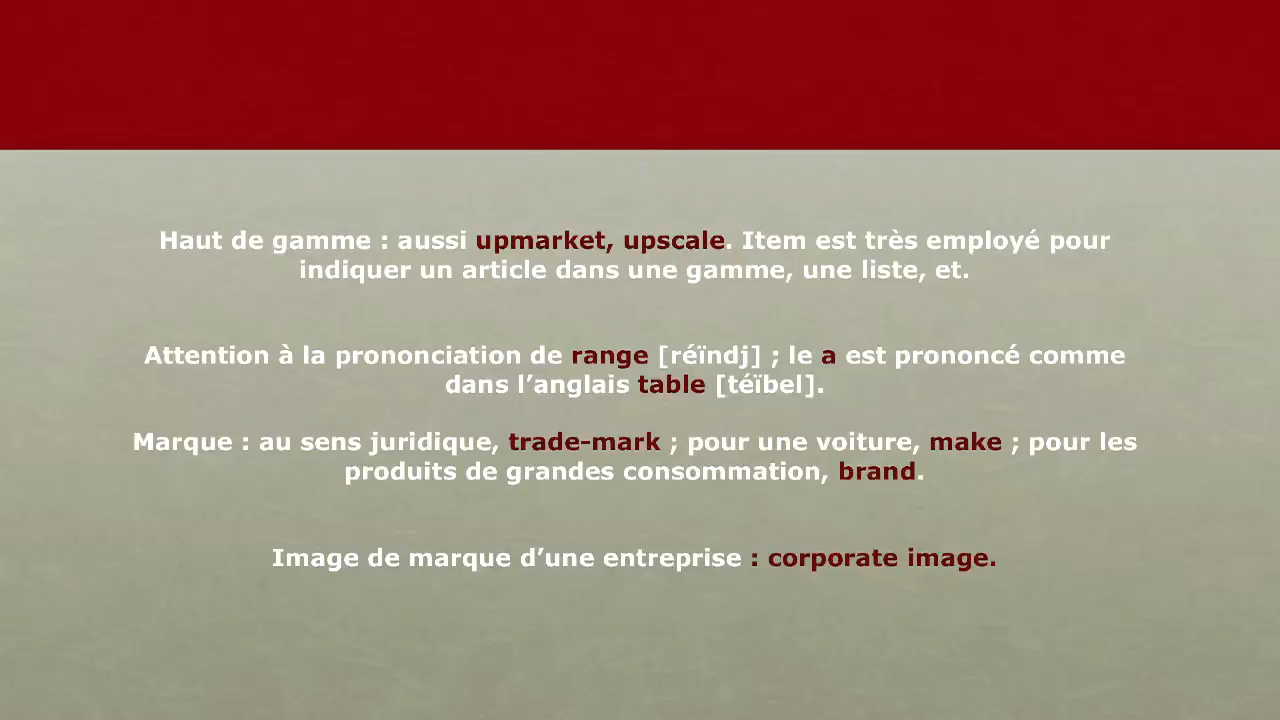 Haut de gamme : aussi upmarket, upscale. Item est très employé pour
indiquer un article dans une gamme, une liste, et.
Attention à la prononciation de range [réïndj] ; le a est prononcé comme
dans l’anglais table [téïbel].
Marque : au sens juridique, trade-mark ; pour une voiture, make ; pour les
produits de grandes consommation, brand.
Image de marque d’une entreprise : corporate image.